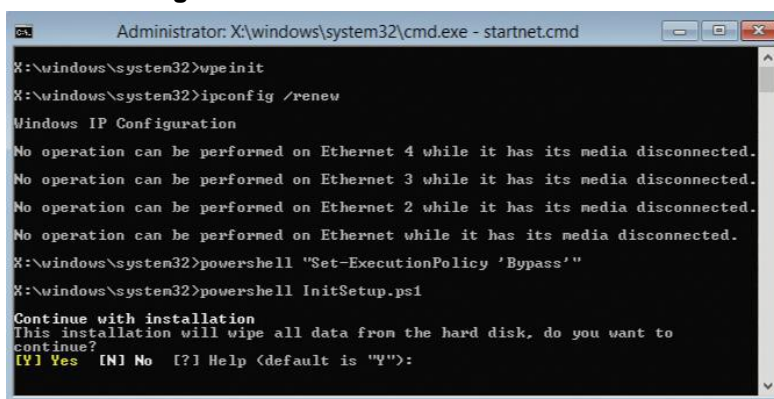 Administrator: X:\windows\system32\cmd.exe - startnet.cmd
X:\windows\system32>wpeinit
X:\windows\system32>ipconfig /renew
Windows IP Configuration
No operation can be performed on Ethernet 4 while it has its media disconnected.
No operation can be performed on Ethernet 3 while it has its media disconnected.
No operation can be performed on Ethernet 2 while it has its media disconnected.
No operation can be performed on Ethernet while it has its media disconnected.
X:\windows\system32>powershell "Set-ExecutionPolicy 'Bypass'"
X:\windows\system32>powershell InitSetup.ps1
Continue with installation
This installation will wipe all data from the hard disk, do you want to
continue?
[Y] Yes  [N] No  [?] Help (default is "Y"):